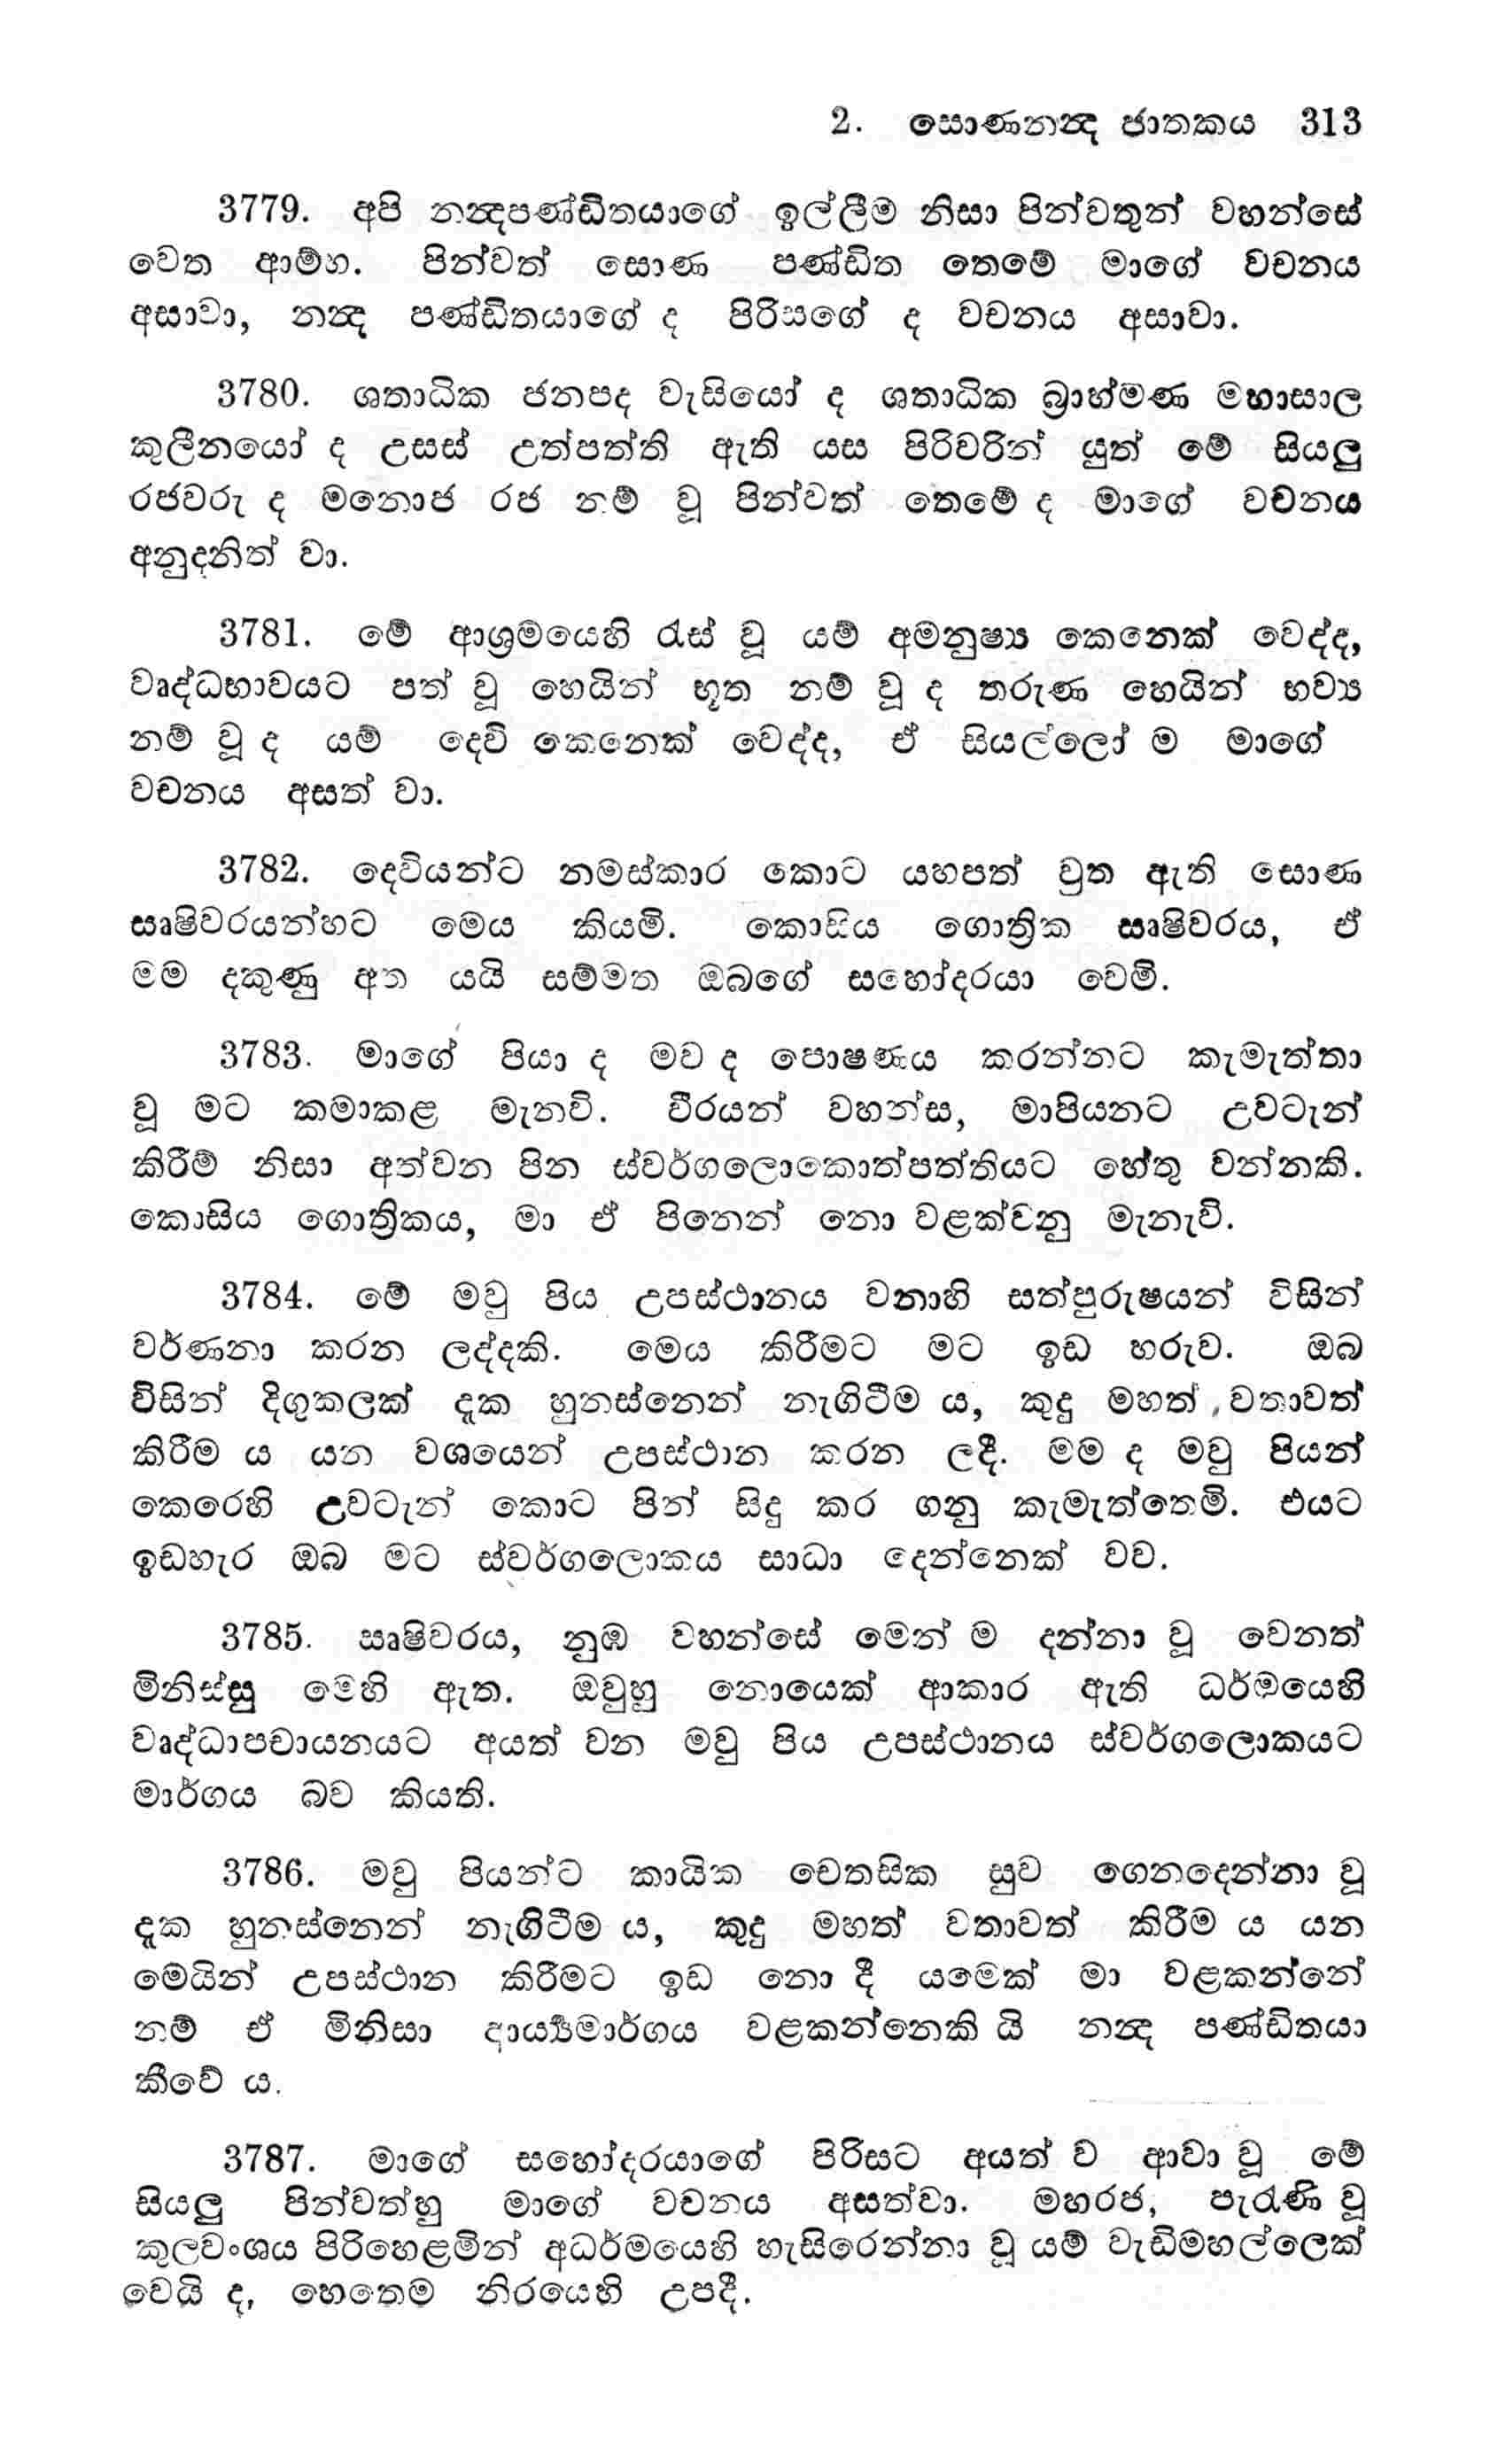 2. සොණනන්‍ද ජාතකය 313
3779. අපි නන්‍දපණ්ඩිතයාගේ ඉල්ලීම නිසා පින්වතුන් වහන්සේ
වෙත ආම්හ. පින්වත් සොණ පණ්ඩිත තෙමේ මාගේ වචනය
අසාවා, නන්‍ද පණ්ඩිතයාගේ ද පිරිසගේ ද වචනය අසාවා.
3780. ශතාධික ජනපද වැසියෝ ද ශතාධික බ්‍රාහ්මණ මහාසාල
කුලීනයෝ ද උසස් උත්පත්ති ඇති යස පිරිවරින් යුත් මේ සියලු
රජවරු ද මනොජ රජ නම් වූ පින්වත් තෙමේ ද මාගේ වචනය
අනුදනිත් වා.
3781. මේ ආශ්‍රමයෙහි රැස් වූ යම් අමනුෂ්‍ය කෙනෙක් වෙද්ද,
වෘද්ධභාවයට පත් වූ හෙයින් භූත නම් වූ ද තරුණ හෙයින් භව්‍ය
නම් වූ ද යම් දෙවි කෙනෙක් වෙද්ද, ඒ සියල්ලෝ ම මාගේ
වචනය අසත් වා.
3782. දෙවියන්ට නමස්කාර කොට යහපත් ව්‍රත ඇති සොණ
ඍෂිවරයන්හට මෙය කියමි. කොසිය ගොත්‍රික ඍෂිවරය, ඒ
මම දකුණු අත යයි සම්මත ඔබගේ සහෝදරයා වෙමි.
3783. මාගේ පියා ද මව ද පොෂණය කරන්නට කැමැත්තා
වූ මට කමාකළ මැනවි. වීරයන් වහන්ස, මාපියනට උවටැන්
කිරීම් නිසා අත්වන පින ස්වර්ගලොකොත්පත්තියට හේතු වන්නකි.
කොසිය ගොත්‍රිකය, මා ඒ පිනෙන් නො වළක්වනු මැනැවි.
3784. මේ මවු පිය උපස්ථානය වනාහි සත්පුරුෂයන් විසින්
වර්ණනා කරන ලද්දකි. මෙය කිරීමට මට ඉඩ හරුව. ඔබ
විසින් දිගුකලක් දැක හුනස්නෙන් නැගිටීම ය, කුදු මහත් වතාවත්
කිරීම ය යන වශයෙන් උපස්ථාන කරන ලදී. මම ද මවු පියන්
කෙරෙහි උවටැන් කොට පින් සිදු කර ගනු කැමැත්තෙමි. එයට
ඉඩහැර ඔබ මට ස්වර්ගලොකය සාධා දෙන්නෙක් වව.
3785. ඍෂිවරය, නුඹ වහන්සේ මෙන් ම දන්නා වූ වෙනත්
මිනිස්සු මෙහි ඇත. ඔවුහු නොයෙක් ආකාර ඇති ධර්මයෙහි
වෘද්ධාපචායනයට අයත් වන මවු පිය උපස්ථානය ස්වර්ගලොකයට
මාර්ගය බව කියති.
3786. මවු පියන්ට කායික චෙතසික සුව ගෙනදෙන්නා වූ
දැක හුනස්නෙන් නැගිටීම ය, කුදු මහත් වතාවත් කිරීම ය යන
මෙයින් උපස්ථාන කිරීමට ඉඩ නො දී යමෙක් මා වළකන්නේ
නම් ඒ මිනිසා ආර්‍ය්‍යමාර්ගය වළකන්නෙකි යි නන්‍ද පණ්ඩිතයා
කීවේ ය.
3787. මාගේ සහෝදරයාගේ පිරිසට අයත් ව ආවා වූ මේ
සියලු පින්වත්හු මාගේ වචනය අසත්වා. මහරජ, පැරැණි වූ
කුලවංශය පිරිහෙළමින් අධර්මයෙහි හැසිරෙන්නා වූ යම් වැඩිමහල්ලෙක්
වෙයි ද, හෙතෙම නිරයෙහි උපදී.